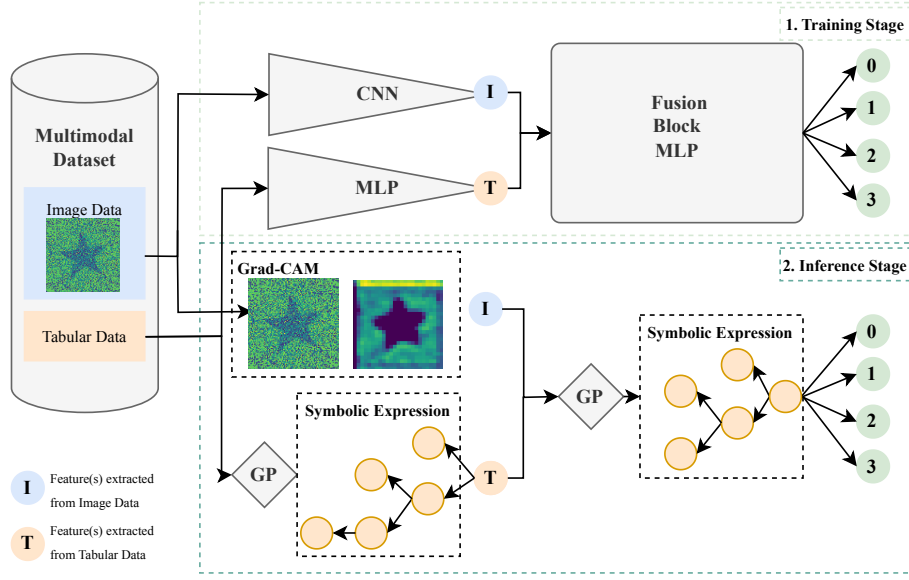 1. Training Stage
Multimodal
Dataset
Image Data
Tabular Data
CNN
I
MLP
T
Fusion
Block
MLP
0
1
2
3
2. Inference Stage
Grad-CAM
I
GP
Symbolic Expression
T
GP
Symbolic Expression
0
1
2
3
I
Feature(s) extracted
from Image Data
T
Feature(s) extracted
from Tabular Data